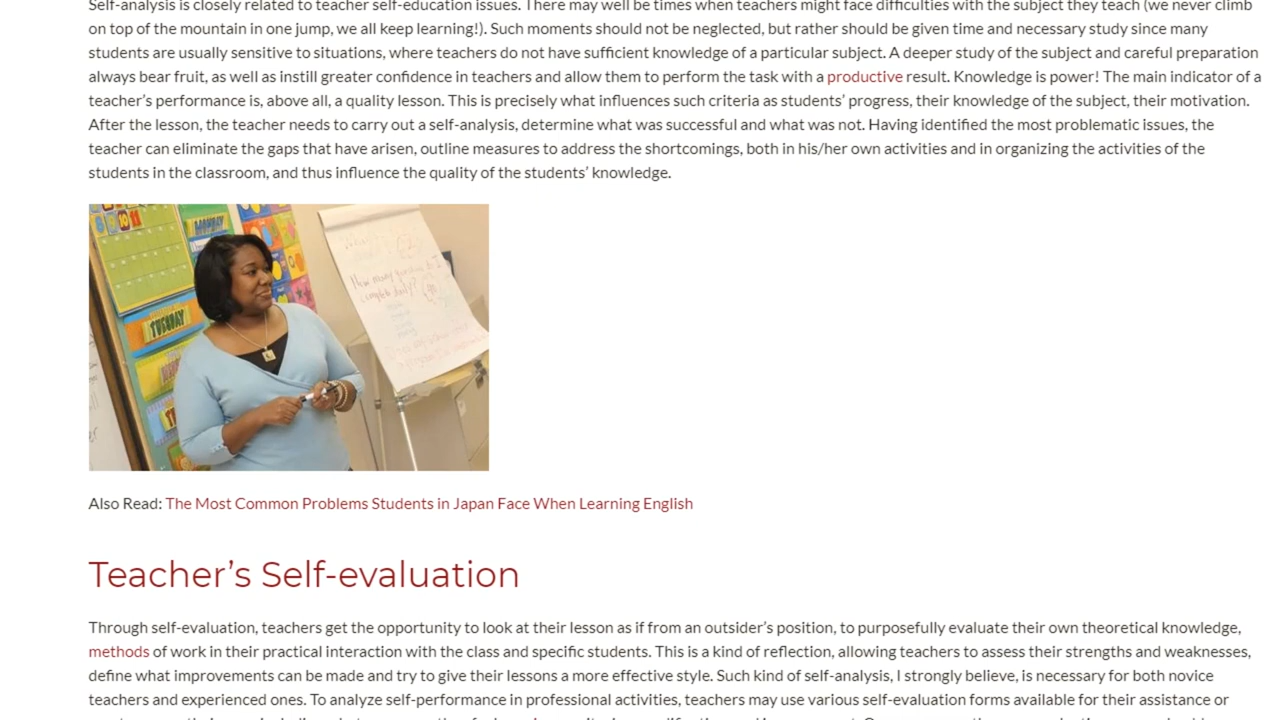 Self-analysis is closely related to teacher self-education issues. There may well be times when teachers might face difficulties with the subject they teach (we never climb
on top of the mountain in one jump, we all keep learning!). Such moments should not be neglected, but rather should be given time and necessary study since many
students are usually sensitive to situations, where teachers do not have sufficient knowledge of a particular subject. A deeper study of the subject and careful preparation
always bear fruit, as well as instill greater confidence in teachers and allow them to perform the task with a productive result. Knowledge is power! The main indicator of a
teacher’s performance is, above all, a quality lesson. This is precisely what influences such criteria as students’ progress, their knowledge of the subject, their motivation.
After the lesson, the teacher needs to carry out a self-analysis, determine what was successful and what was not. Having identified the most problematic issues, the
teacher can eliminate the gaps that have arisen, outline measures to address the shortcomings, both in his/her own activities and in organizing the activities of the
students in the classroom, and thus influence the quality of the students’ knowledge.
MONDAY
TUESDAY
How many
study?
Also Read: The Most Common Problems Students in Japan Face When Learning English
Teacher’s Self-evaluation
Through self-evaluation, teachers get the opportunity to look at their lesson as if from an outsider’s position, to purposefully evaluate their own theoretical knowledge,
methods of work in their practical interaction with the class and specific students. This is a kind of reflection, allowing teachers to assess their strengths and weaknesses,
define what improvements can be made and try to give their lessons a more effective style. Such kind of self-analysis, I strongly believe, is necessary for both novice
teachers and experienced ones. To analyze self-performance in professional activities, teachers may use various self-evaluation forms available for their assistance or